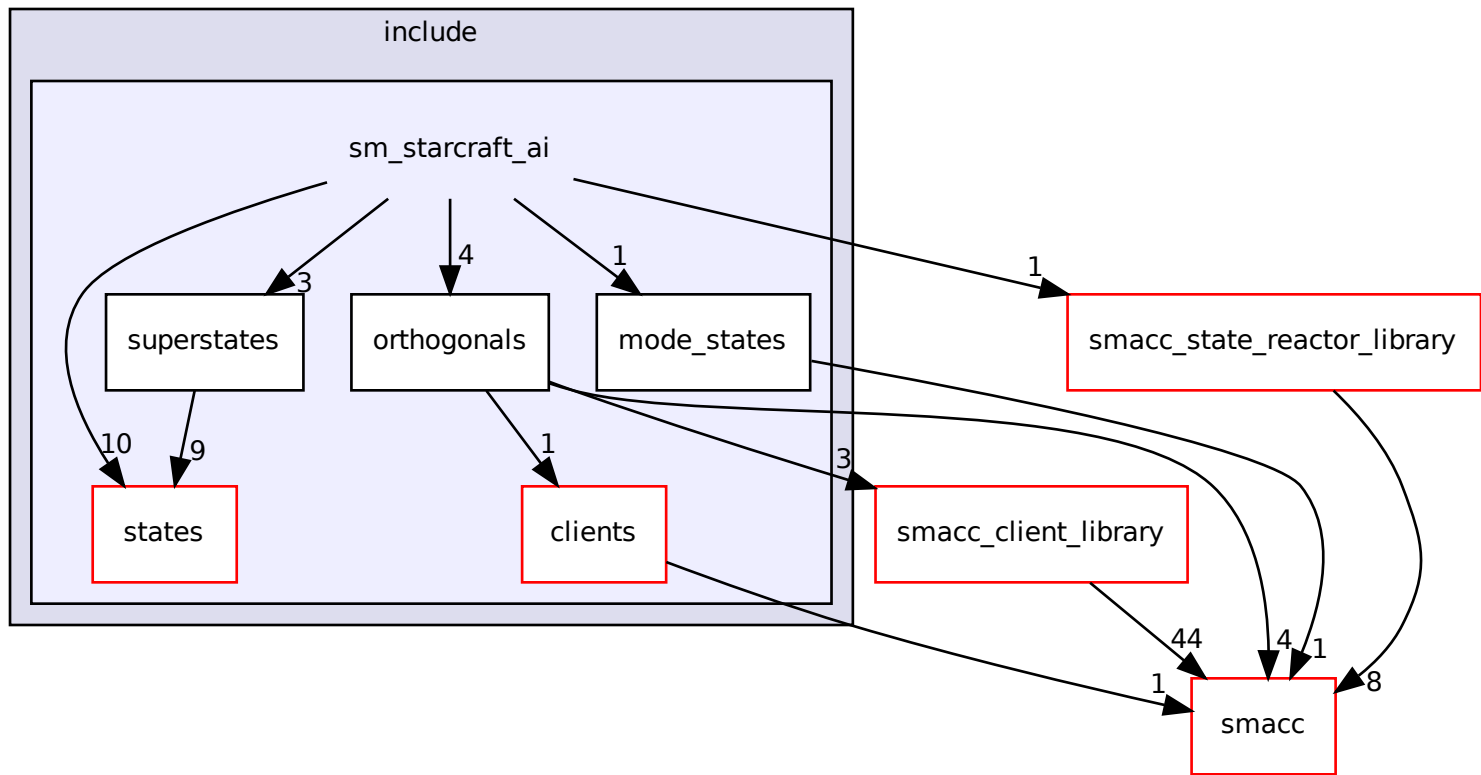 include
sm_starcraft_ai
3
4
1
1
superstates
orthogonals
mode_states
smacc_state_reactor_library
10
9
1
3
states
clients
smacc_client_library
44
4
1
1
8
smacc